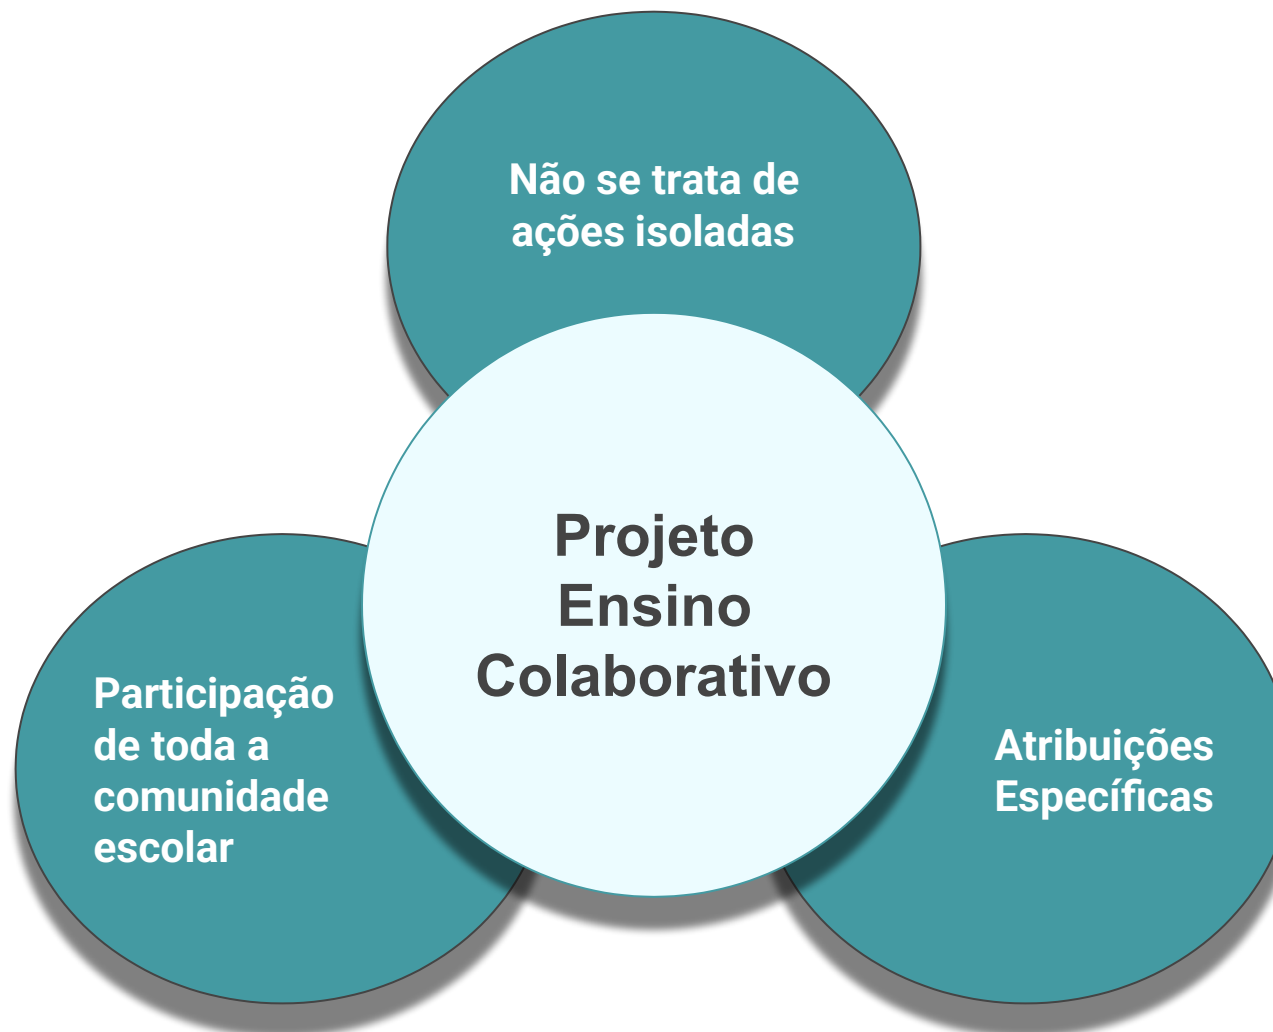 Não se trata de
ações isoladas
Projeto
Ensino
Colaborativo
Participação
de toda a
comunidade
escolar
Atribuições
Específicas